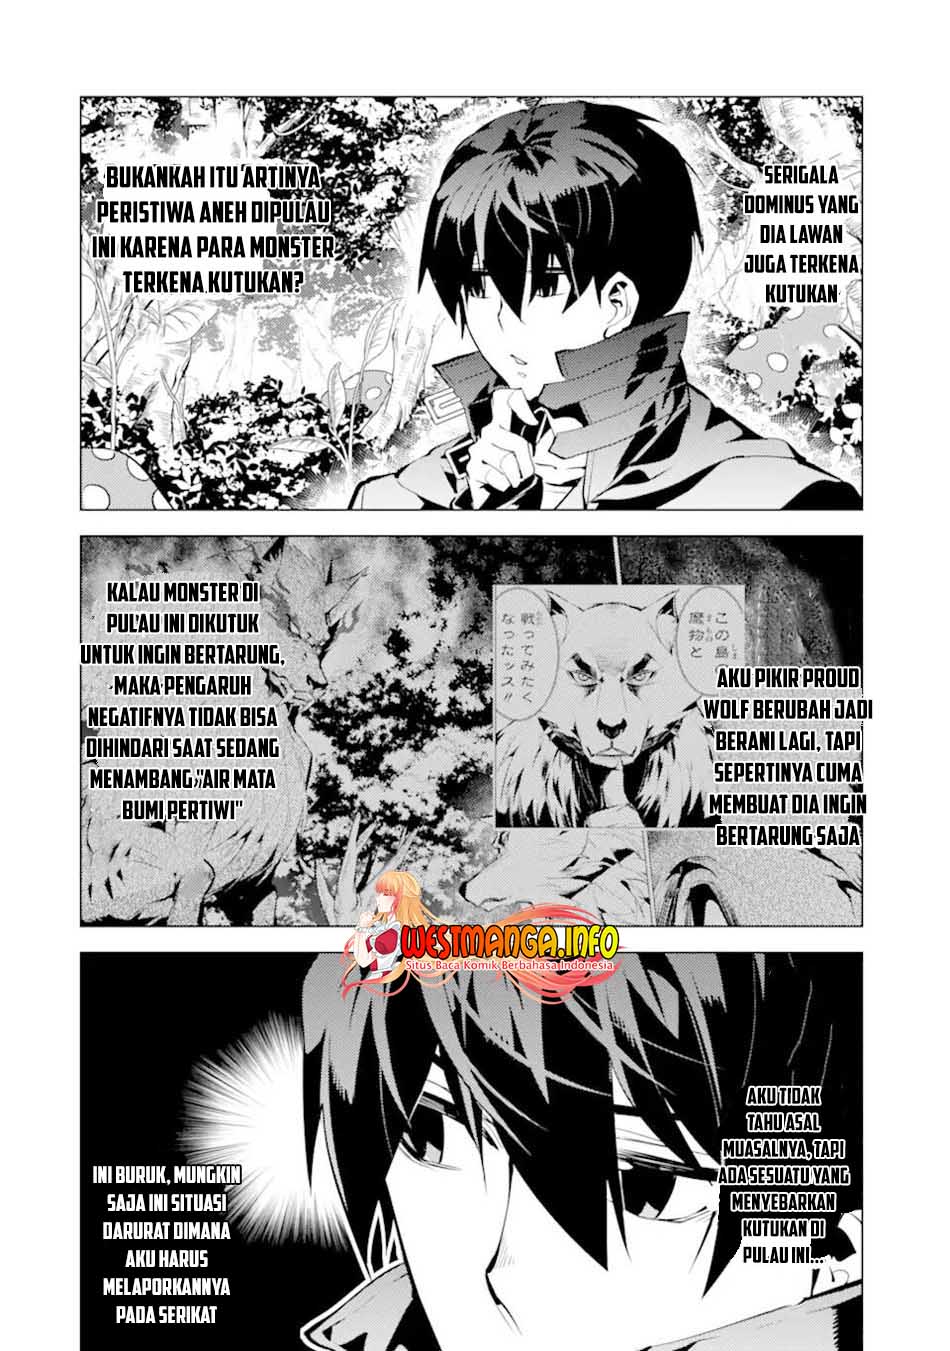 SERIGALA
DOMINUS YANG
DIA LAWAN
JUGA TERKENA
KUTUKAN
BUKANKAH ITU ARTINYA
PERISTIWA ANEH DIPULAU
INI KARENA PARA MONSTER
TERKENA KUTUKAN?
この島の
魔物と
戦ってみたく
なったッス!!
AKU PIKIR PROUD
WOLF BERUBAH JADI
BERANI LAGI, TAPI
SEPERTINYA CUMA
MEMBUAT DIA INGIN
BERTARUNG SAJA
KALAU MONSTER DI
PULAU INI DIKUTUK
UNTUK INGIN BERTARUNG,
MAKA PENGARUH
NEGATIFNYA TIDAK BISA
DIHINDARI SAAT SEDANG
MENAMBANG "AIR MATA
BUMI PERTIWI"
WESTMANGA.INFO
Situs Baca Komik Berbahasa Indonesia
AKU TIDAK
TAHU ASAL
MUASALNYA, TAPI
ADA SESUATU YANG
MENYEBARKAN
KUTUKAN DI
PULAU INI...
INI BURUK, MUNGKIN
SAJA INI SITUASI
DARURAT DIMANA
AKU HARUS
MELAPORKANNYA
PADA SERIKAT